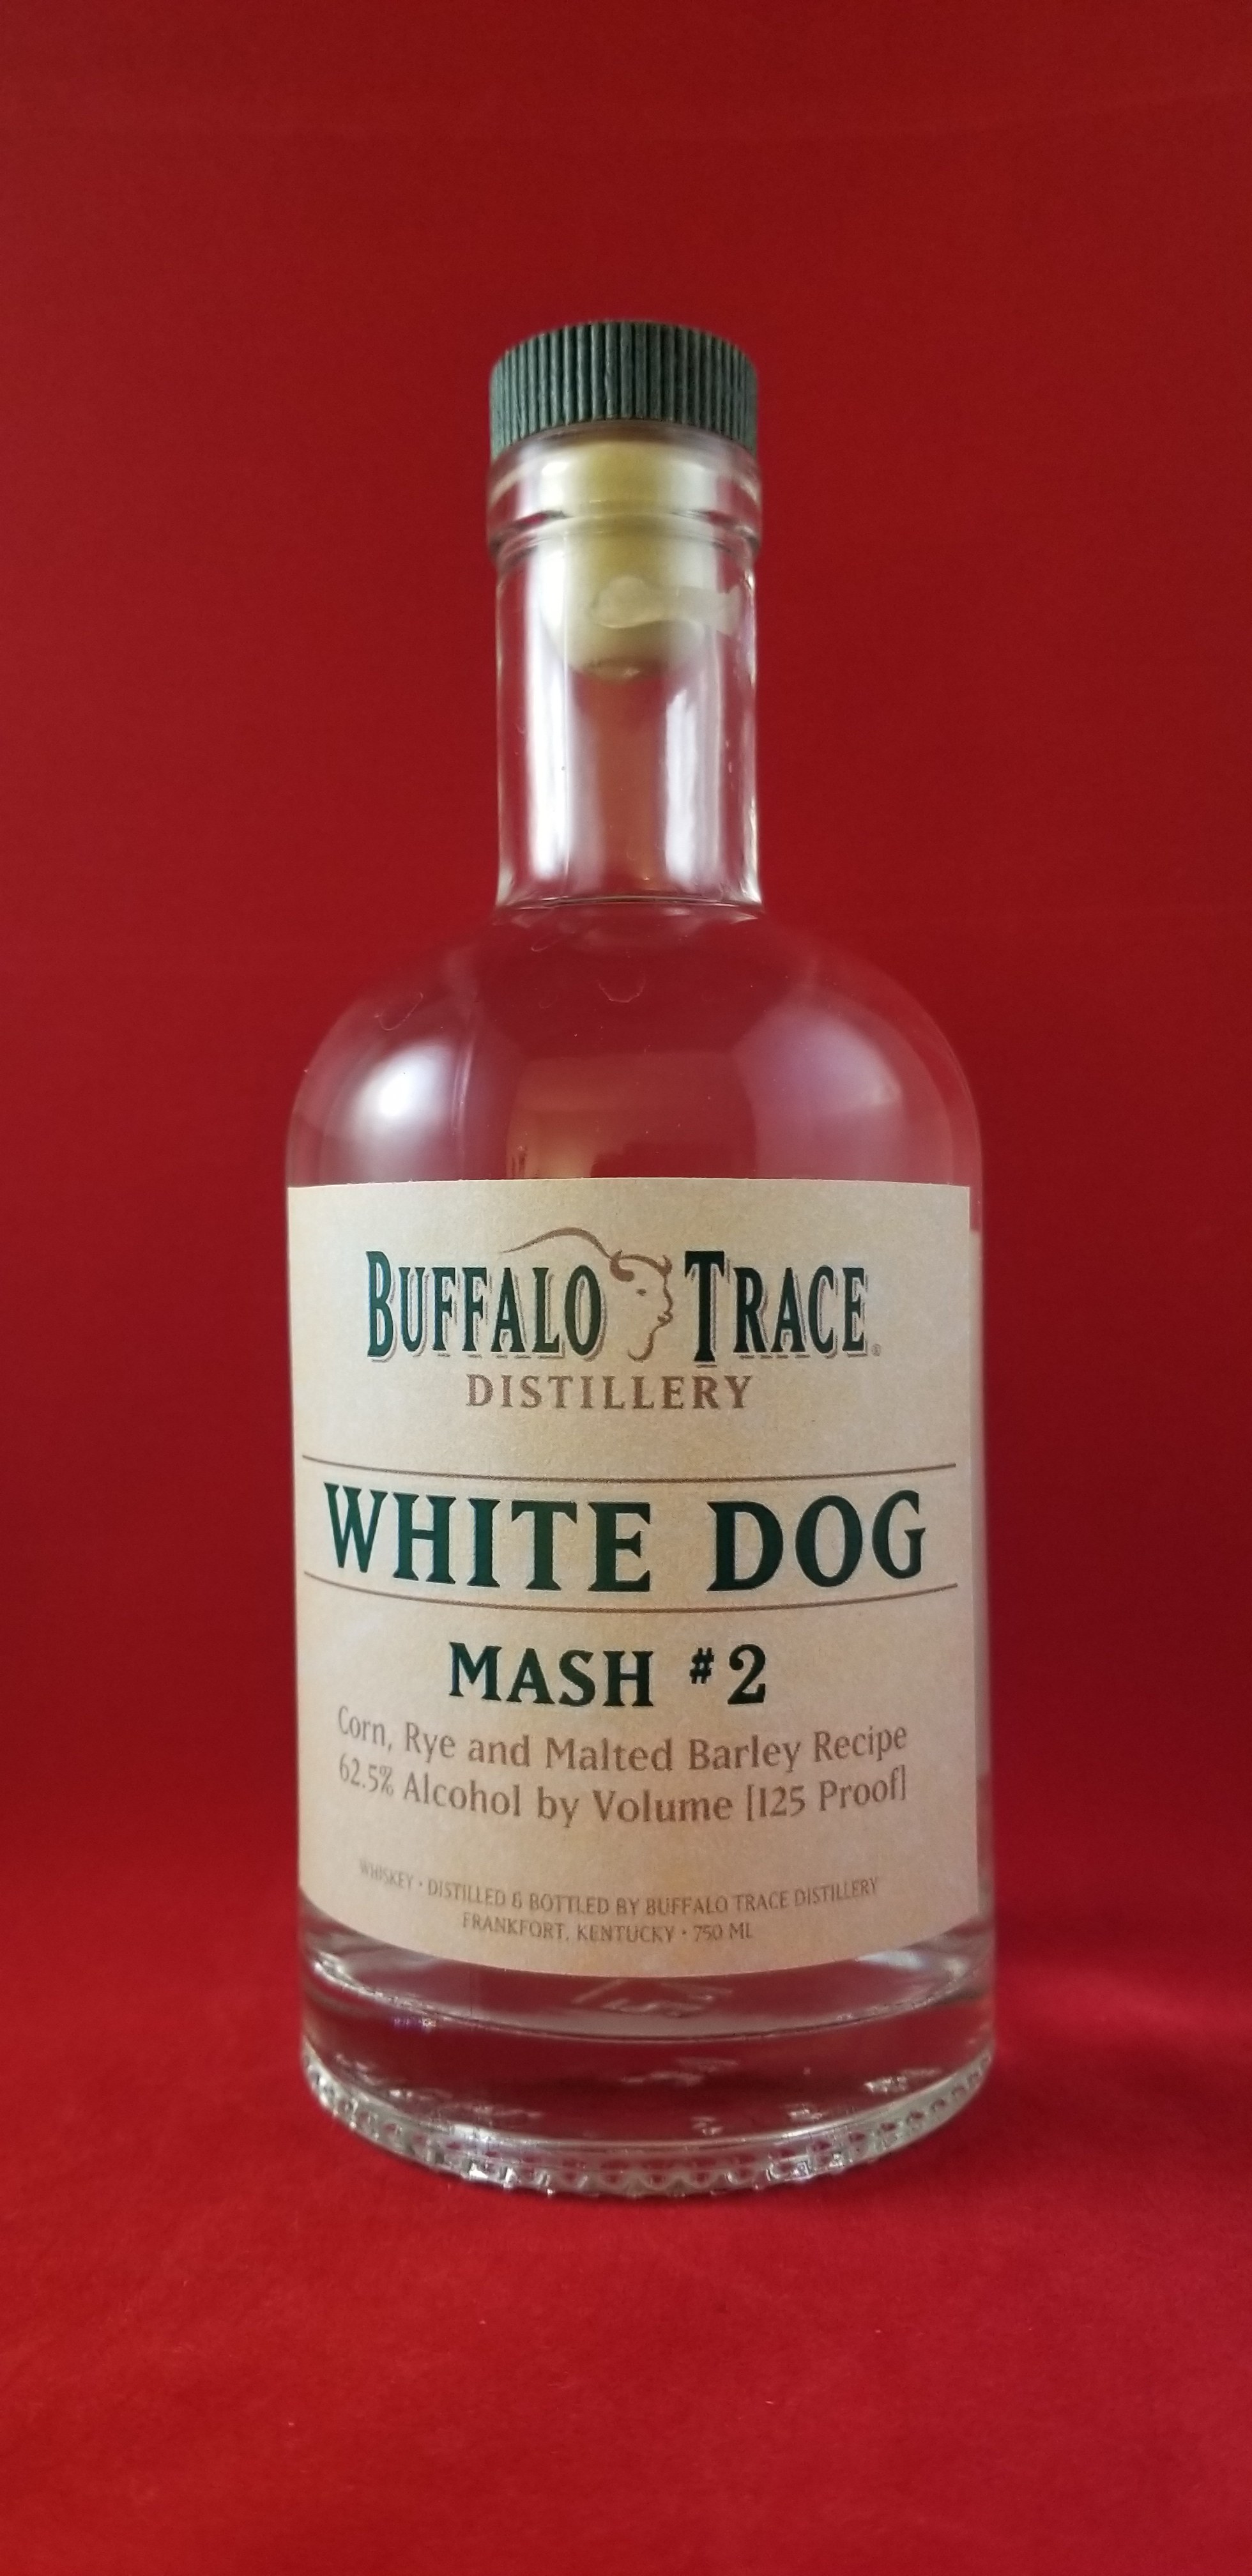 BUFFALO TRACE®
DISTILLERY
WHITE DOG
MASH #2
Corn, Rye and Malted Barley Recipe
62.5% Alcohol by Volume [125 Proof]
WHISKEY • DISTILLED & BOTTLED BY BUFFALO TRACE DISTILLERY
FRANKFORT, KENTUCKY • 750 ML